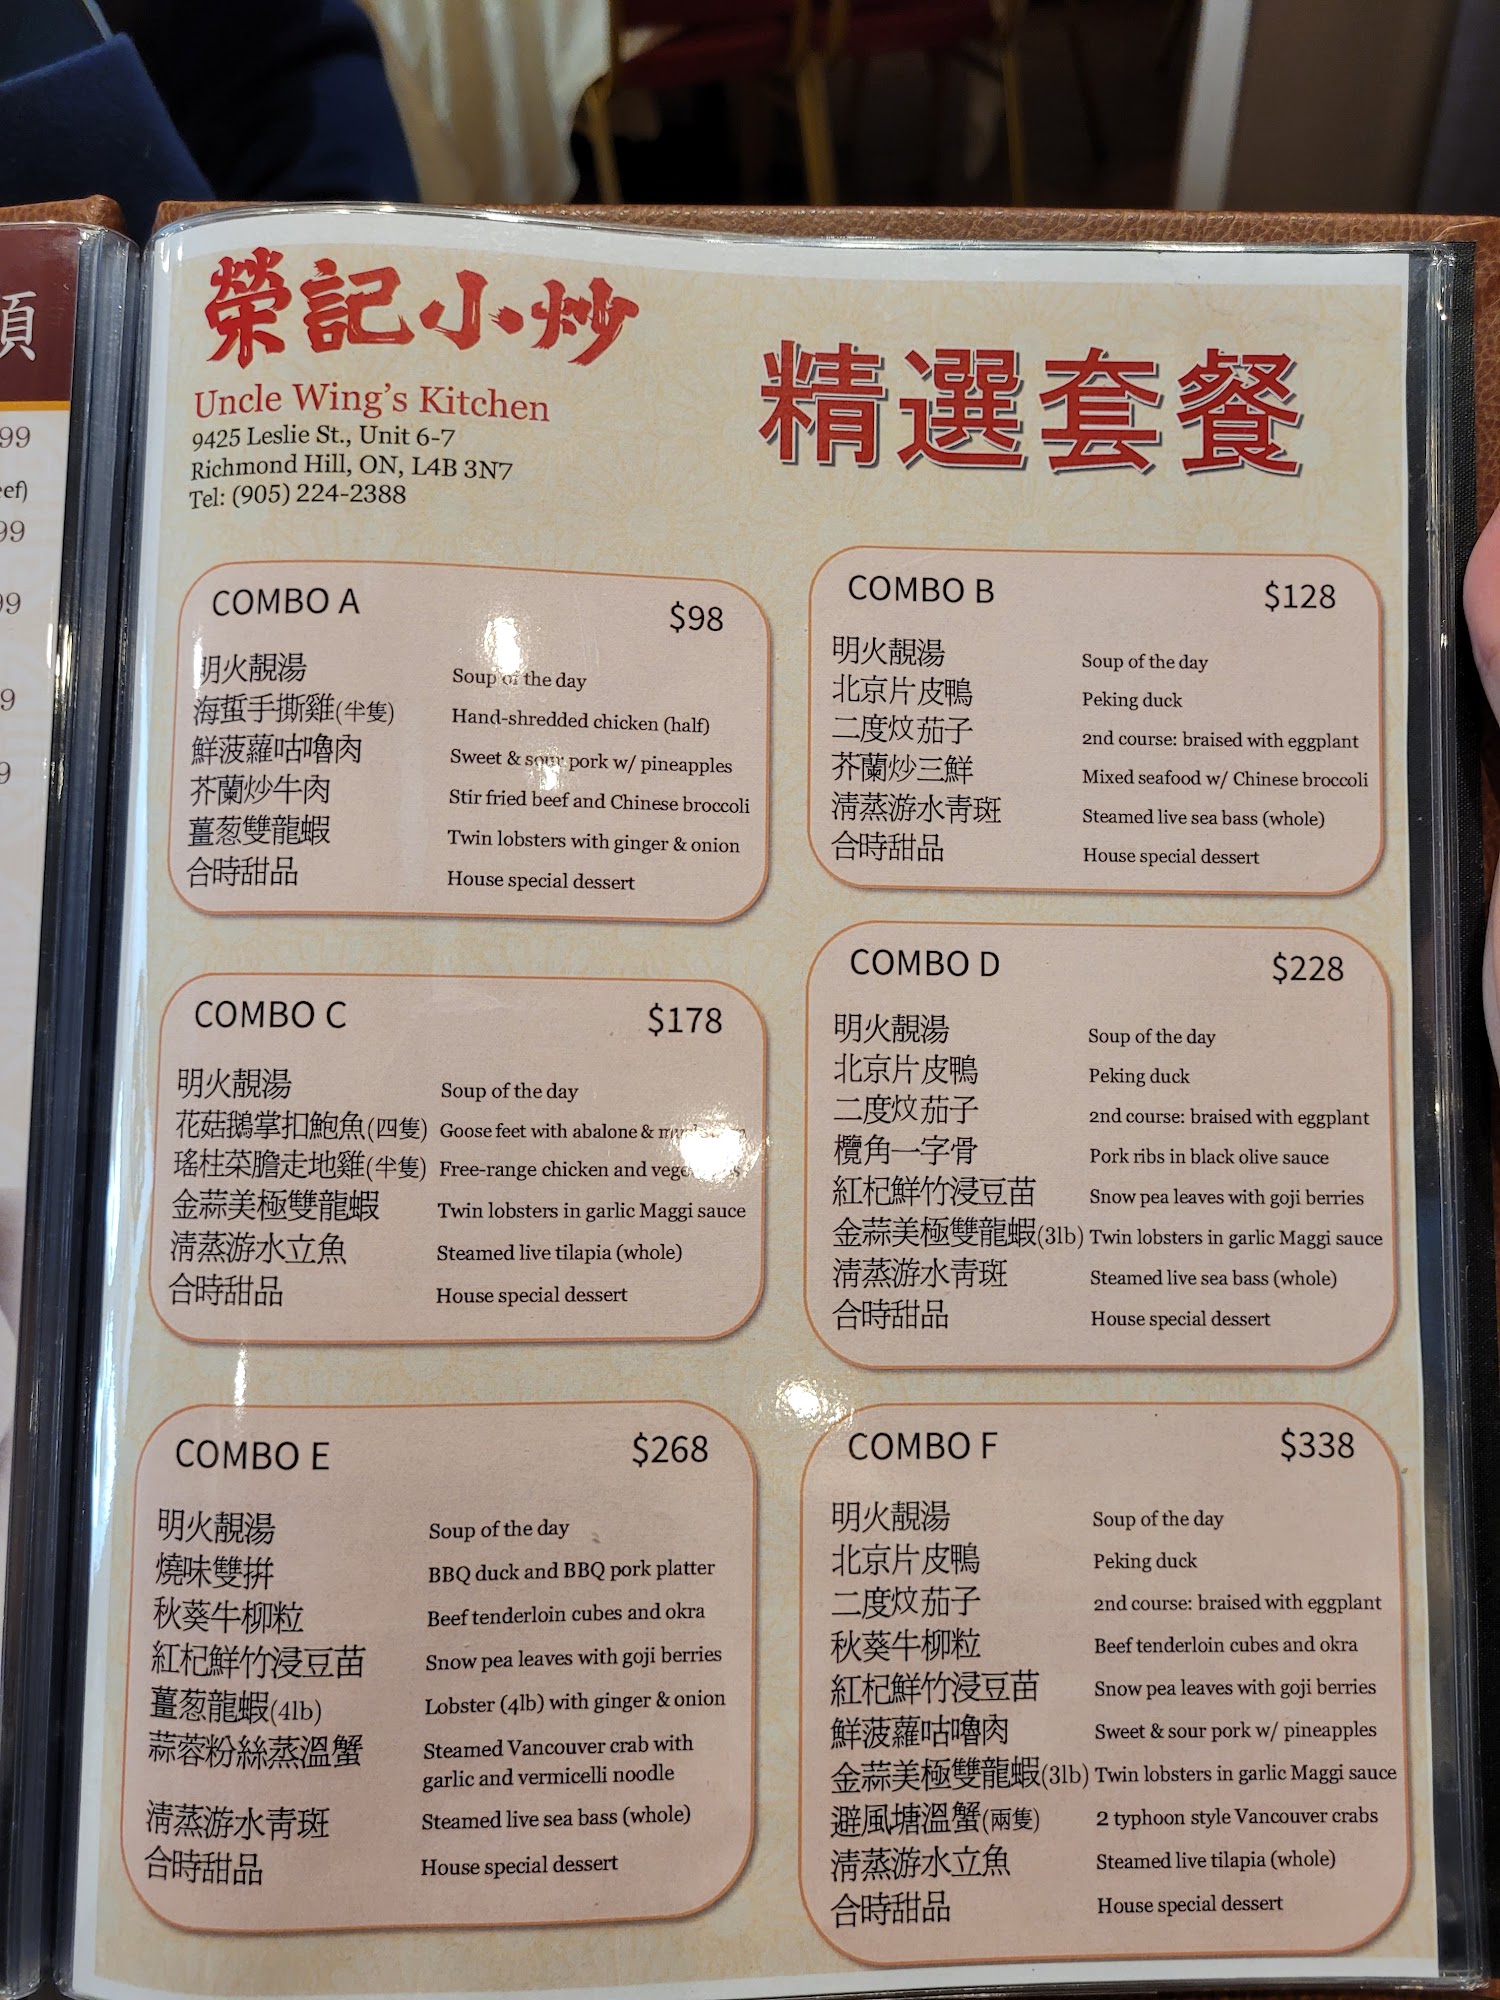 榮記小炒
Uncle Wing's Kitchen
9425 Leslie St., Unit 6-7
Richmond Hill, ON, L4B 3N7
Tel: (905) 224-2388
精選套餐
COMBO A $98
明火靚湯 Soup of the day
海蜇手撕雞(半隻) Hand-shredded chicken (half)
鮮菠蘿咕嚕肉 Sweet & sour pork w/ pineapples
芥蘭炒牛肉 Stir fried beef and Chinese broccoli
薑葱雙龍蝦 Twin lobsters with ginger & onion
合時甜品 House special dessert
COMBO B $128
明火靚湯 Soup of the day
北京片皮鴨 Peking duck
二度炆茄子 2nd course: braised with eggplant
芥蘭炒三鮮 Mixed seafood w/ Chinese broccoli
清蒸游水青斑 Steamed live sea bass (whole)
合時甜品 House special dessert
COMBO C $178
明火靚湯 Soup of the day
花菇鵝掌扣鮑魚(四隻) Goose feet with abalone &
瑤柱菜膽走地雞(半隻) Free-range chicken and
金蒜美極雙龍蝦 Twin lobsters in garlic Maggi sauce
清蒸游水立魚 Steamed live tilapia (whole)
合時甜品 House special dessert
COMBO D $228
明火靚湯 Soup of the day
北京片皮鴨 Peking duck
二度炆茄子 2nd course: braised with eggplant
欖角一字骨 Pork ribs in black olive sauce
紅杞鮮竹浸豆苗 Snow pea leaves with goji berries
金蒜美極雙龍蝦(3lb) Twin lobsters in garlic Maggi sauce
清蒸游水青斑 Steamed live sea bass (whole)
合時甜品 House special dessert
COMBO E $268
明火靚湯 Soup of the day
燒味雙拼 BBQ duck and BBQ pork platter
秋葵牛柳粒 Beef tenderloin cubes and okra
紅杞鮮竹浸豆苗 Snow pea leaves with goji berries
薑葱龍蝦(4lb) Lobster (4lb) with ginger & onion
蒜蓉粉絲蒸溫蟹 Steamed Vancouver crab with
garlic and vermicelli noodle
清蒸游水青斑 Steamed live sea bass (whole)
合時甜品 House special dessert
COMBO F $338
明火靚湯 Soup of the day
北京片皮鴨 Peking duck
二度炆茄子 2nd course: braised with eggplant
秋葵牛柳粒 Beef tenderloin cubes and okra
紅杞鮮竹浸豆苗 Snow pea leaves with goji berries
鮮菠蘿咕嚕肉 Sweet & sour pork w/ pineapples
金蒜美極雙龍蝦(3lb) Twin lobsters in garlic Maggi sauce
避風塘溫蟹(兩隻) 2 typhoon style Vancouver crabs
清蒸游水立魚 Steamed live tilapia (whole)
合時甜品 House special dessert